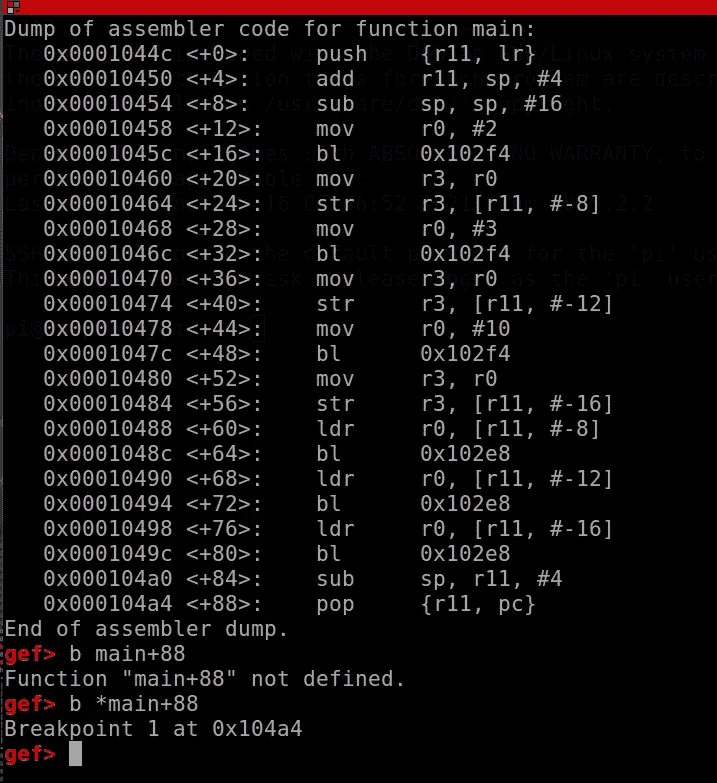 Dump of assembler code for function main:
   0x0001044c <+0>:     push    {r11, lr}
   0x00010450 <+4>:     add     r11, sp, #4
   0x00010454 <+8>:     sub     sp, sp, #16
   0x00010458 <+12>:    mov     r0, #2
   0x0001045c <+16>:    bl      0x102f4
   0x00010460 <+20>:    mov     r3, r0
   0x00010464 <+24>:    str     r3, [r11, #-8]
   0x00010468 <+28>:    mov     r0, #3
   0x0001046c <+32>:    bl      0x102f4
   0x00010470 <+36>:    mov     r3, r0
   0x00010474 <+40>:    str     r3, [r11, #-12]
   0x00010478 <+44>:    mov     r0, #10
   0x0001047c <+48>:    bl      0x102f4
   0x00010480 <+52>:    mov     r3, r0
   0x00010484 <+56>:    str     r3, [r11, #-16]
   0x00010488 <+60>:    ldr     r0, [r11, #-8]
   0x0001048c <+64>:    bl      0x102e8
   0x00010490 <+68>:    ldr     r0, [r11, #-12]
   0x00010494 <+72>:    bl      0x102e8
   0x00010498 <+76>:    ldr     r0, [r11, #-16]
   0x0001049c <+80>:    bl      0x102e8
   0x000104a0 <+84>:    sub     sp, r11, #4
   0x000104a4 <+88>:    pop     {r11, pc}
End of assembler dump.
gef> b main+88
Function "main+88" not defined.
gef> b *main+88
Breakpoint 1 at 0x104a4
gef>